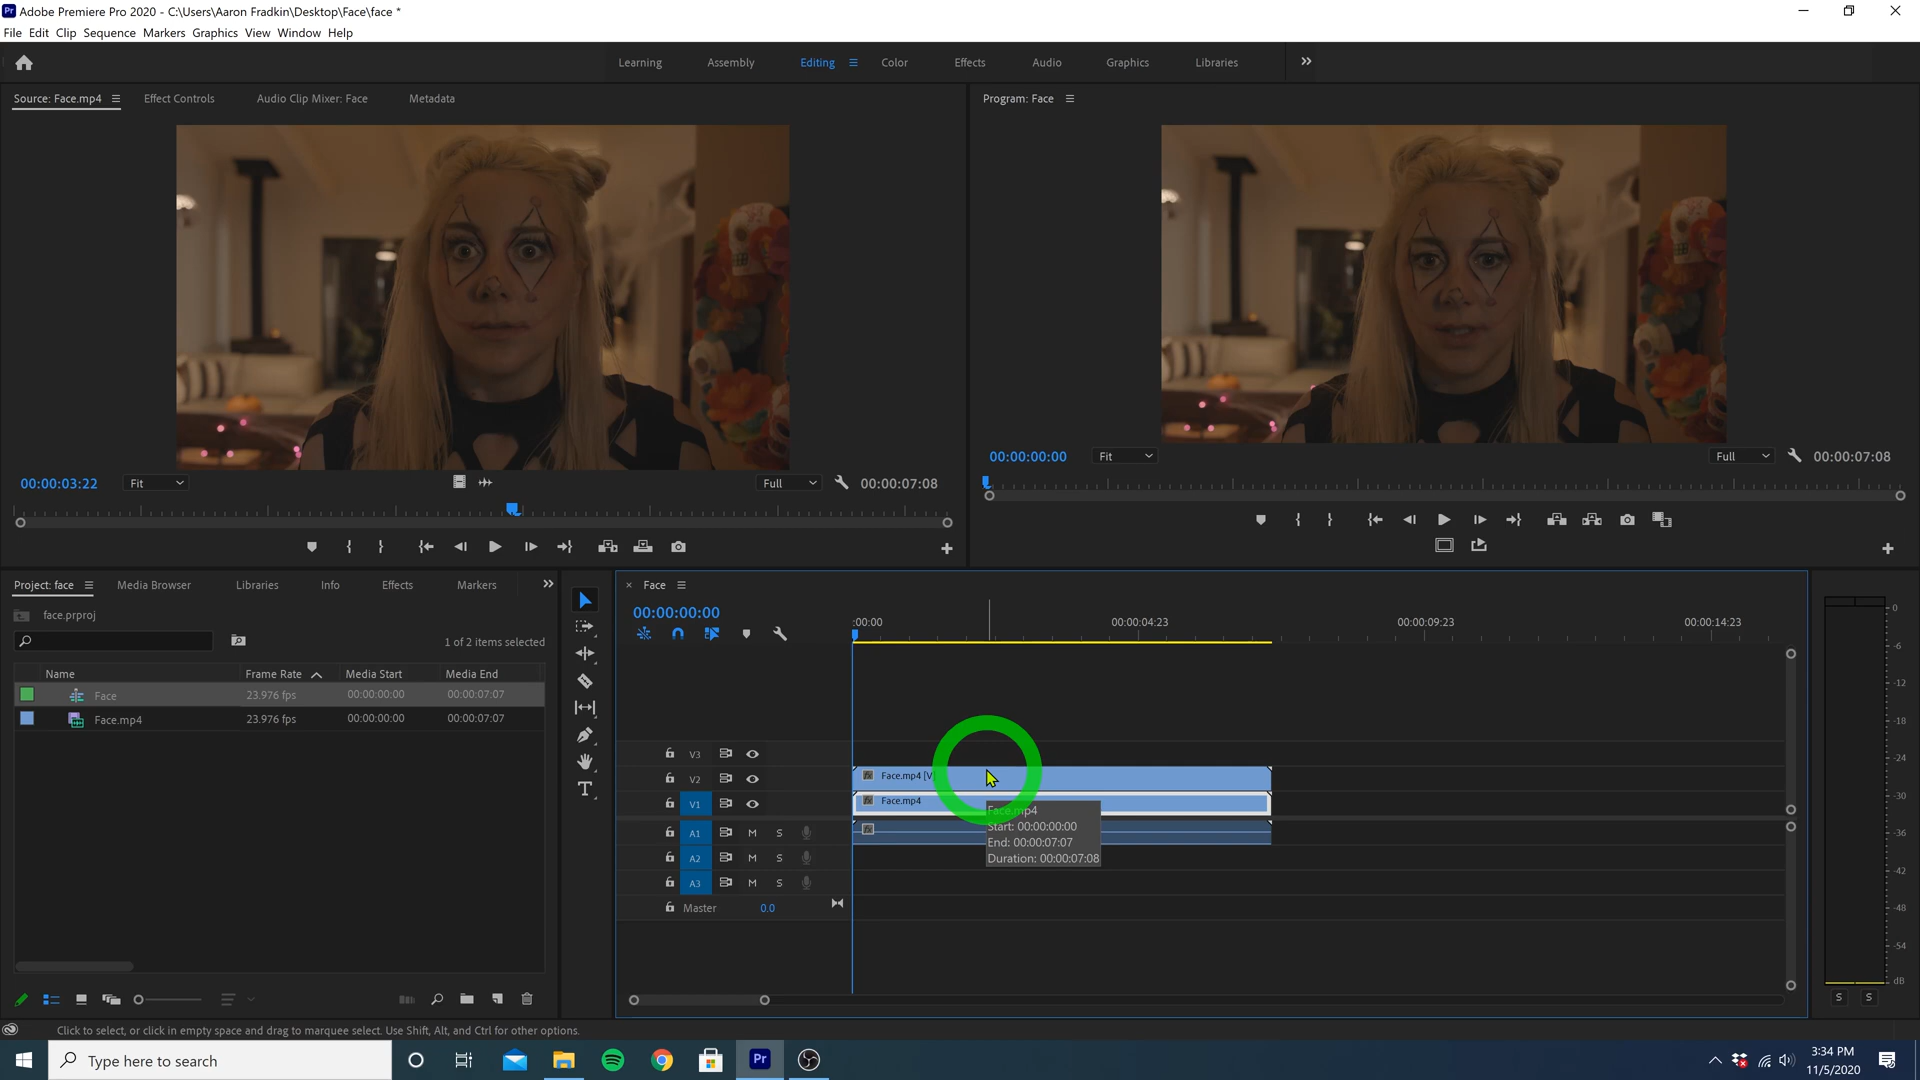 Adobe Premiere Pro 2020 - C:\Users\Aaron Fradkin\Desktop\Face\face *
File Edit Clip Sequence Markers Graphics View Window Help
Learning Assembly Editing Color Effects Audio Graphics Libraries
Source: Face.mp4 Effect Controls Audio Clip Mixer: Face Metadata
Program: Face
00:00:03:22 Fit Full 00:00:07:08
00:00:00:00 Fit Full 00:00:07:08
Project: face Media Browser Libraries Info Effects Markers
face.prproj
1 of 2 items selected
Name Frame Rate Media Start Media End
Face 23.976 fps 00:00:00:00 00:00:07:07
Face.mp4 23.976 fps 00:00:00:00 00:00:07:07
Face
00:00:00:00
:00:00 00:00:04:23 00:00:09:23 00:00:14:23
V3
V2 Face.mp4 [V]
V1 Face.mp4
A1 M S
A2 M S
A3 M S
Master 0.0
Face.mp4
Start: 00:00:00:00
End: 00:00:07:07
Duration: 00:00:07:08
0
-6
-12
-18
-24
-30
-36
-42
-48
-54
dB
S S
Click to select, or click in empty space and drag to marquee select. Use Shift, Alt, and Ctrl for other options.
Type here to search
Pr
3:34 PM
11/5/2020